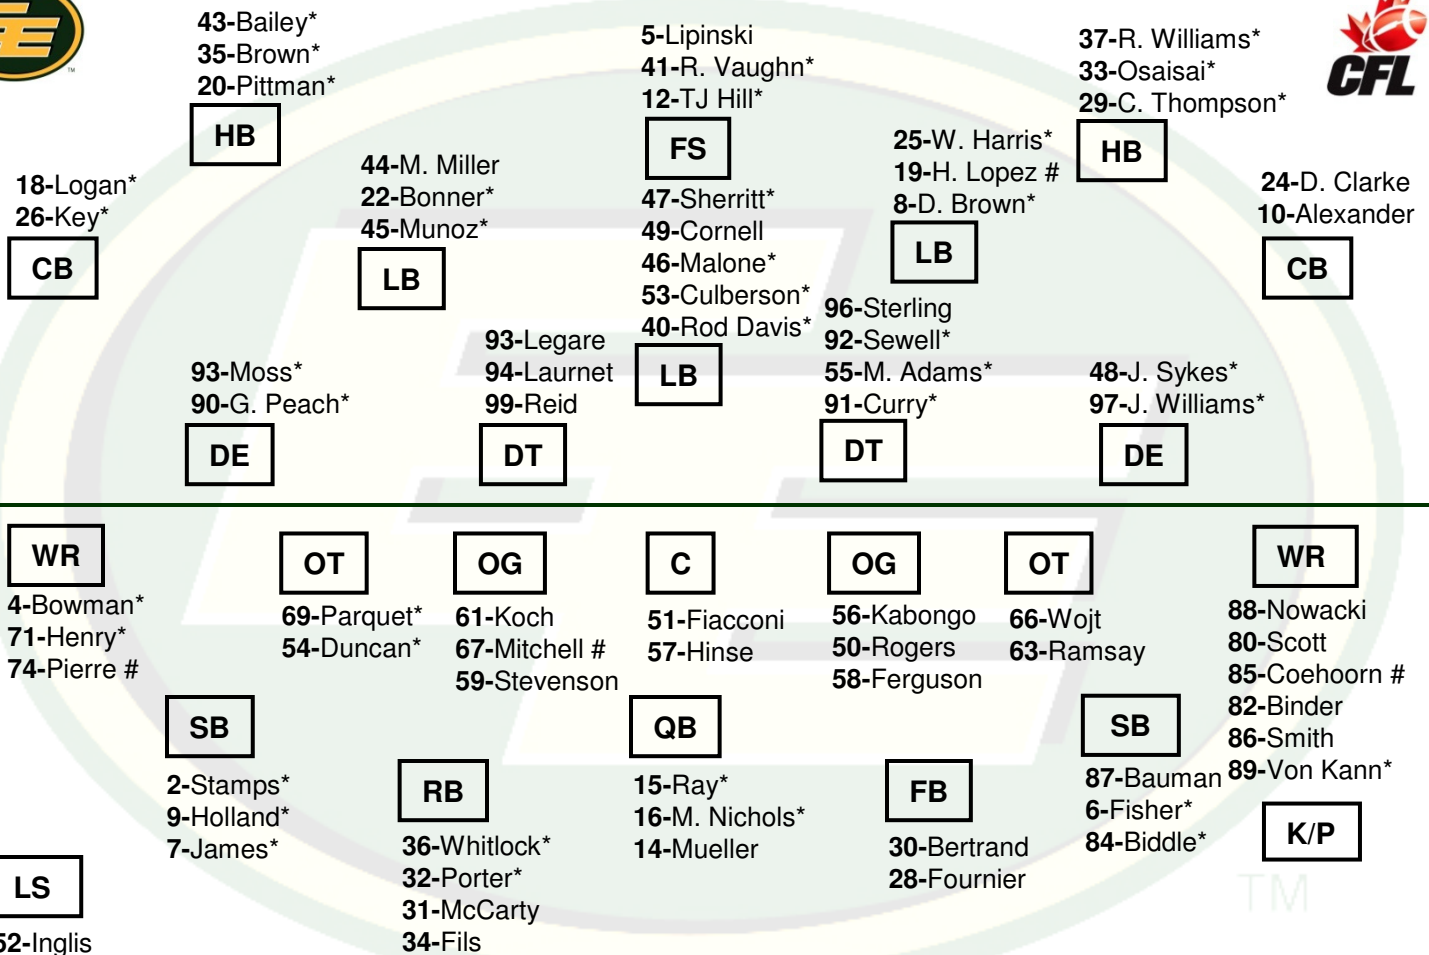 43-Bailey*
35-Brown*
20-Pittman*
HB
5-Lipinski
41-R. Vaughn*
12-TJ Hill*
FS
37-R. Williams*
33-Osaisai*
29-C. Thompson*
HB
CFL
18-Logan*
26-Key*
CB
44-M. Miller
22-Bonner*
45-Munoz*
LB
47-Sherritt*
49-Cornell
46-Malone*
53-Culberson*
40-Rod Davis*
LB
25-W. Harris*
19-H. Lopez #
8-D. Brown*
LB
24-D. Clarke
10-Alexander
CB
93-Moss*
90-G. Peach*
DE
93-Legare
94-Laurnet
99-Reid
DT
96-Sterling
92-Sewell*
55-M. Adams*
91-Curry*
DT
48-J. Sykes*
97-J. Williams*
DE
WR
4-Bowman*
71-Henry*
74-Pierre #
OT
69-Parquet*
54-Duncan*
OG
61-Koch
67-Mitchell #
59-Stevenson
C
51-Fiacconi
57-Hinse
OG
56-Kabongo
50-Rogers
58-Ferguson
OT
66-Wojt
63-Ramsay
WR
88-Nowacki
80-Scott
85-Coehoorn #
82-Binder
86-Smith
89-Von Kann*
SB
2-Stamps*
9-Holland*
7-James*
RB
36-Whitlock*
32-Porter*
31-McCarty
34-Fils
QB
15-Ray*
16-M. Nichols*
14-Mueller
FB
30-Bertrand
28-Fournier
SB
87-Bauman
6-Fisher*
84-Biddle*
K/P
LS
52-Inglis
TM